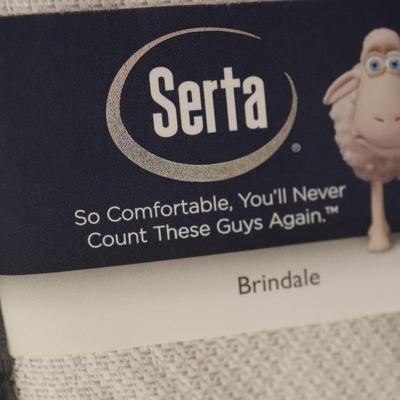 Serta®
So Comfortable, You'll Never
Count These Guys Again.™
Brindale